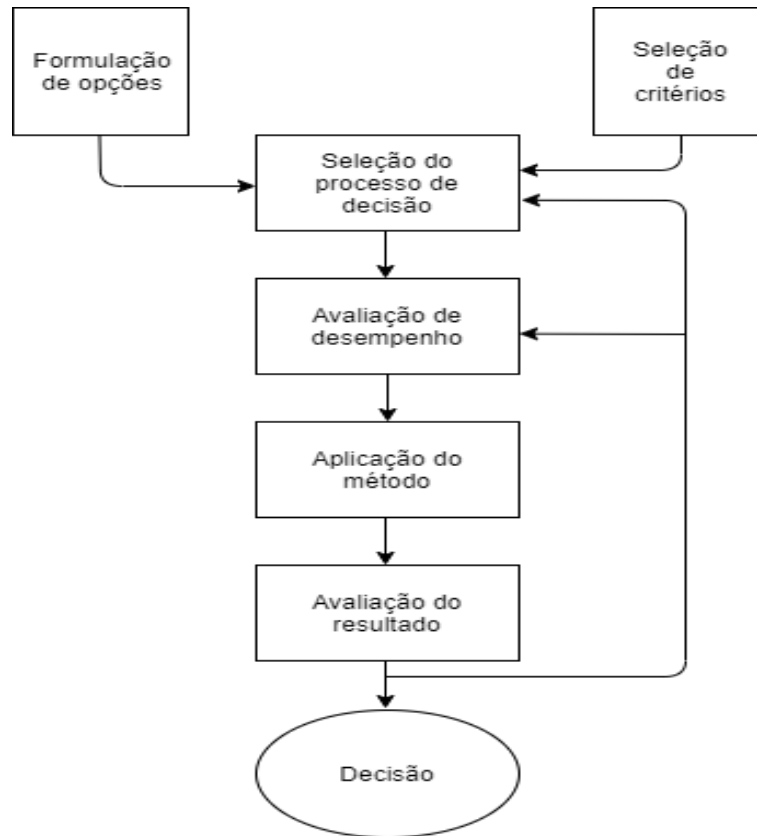 Formulação
de opções
Seleção
de
critérios
Seleção do
processo de
decisão
Avaliação de
desempenho
Aplicação do
método
Avaliação do
resultado
Decisão